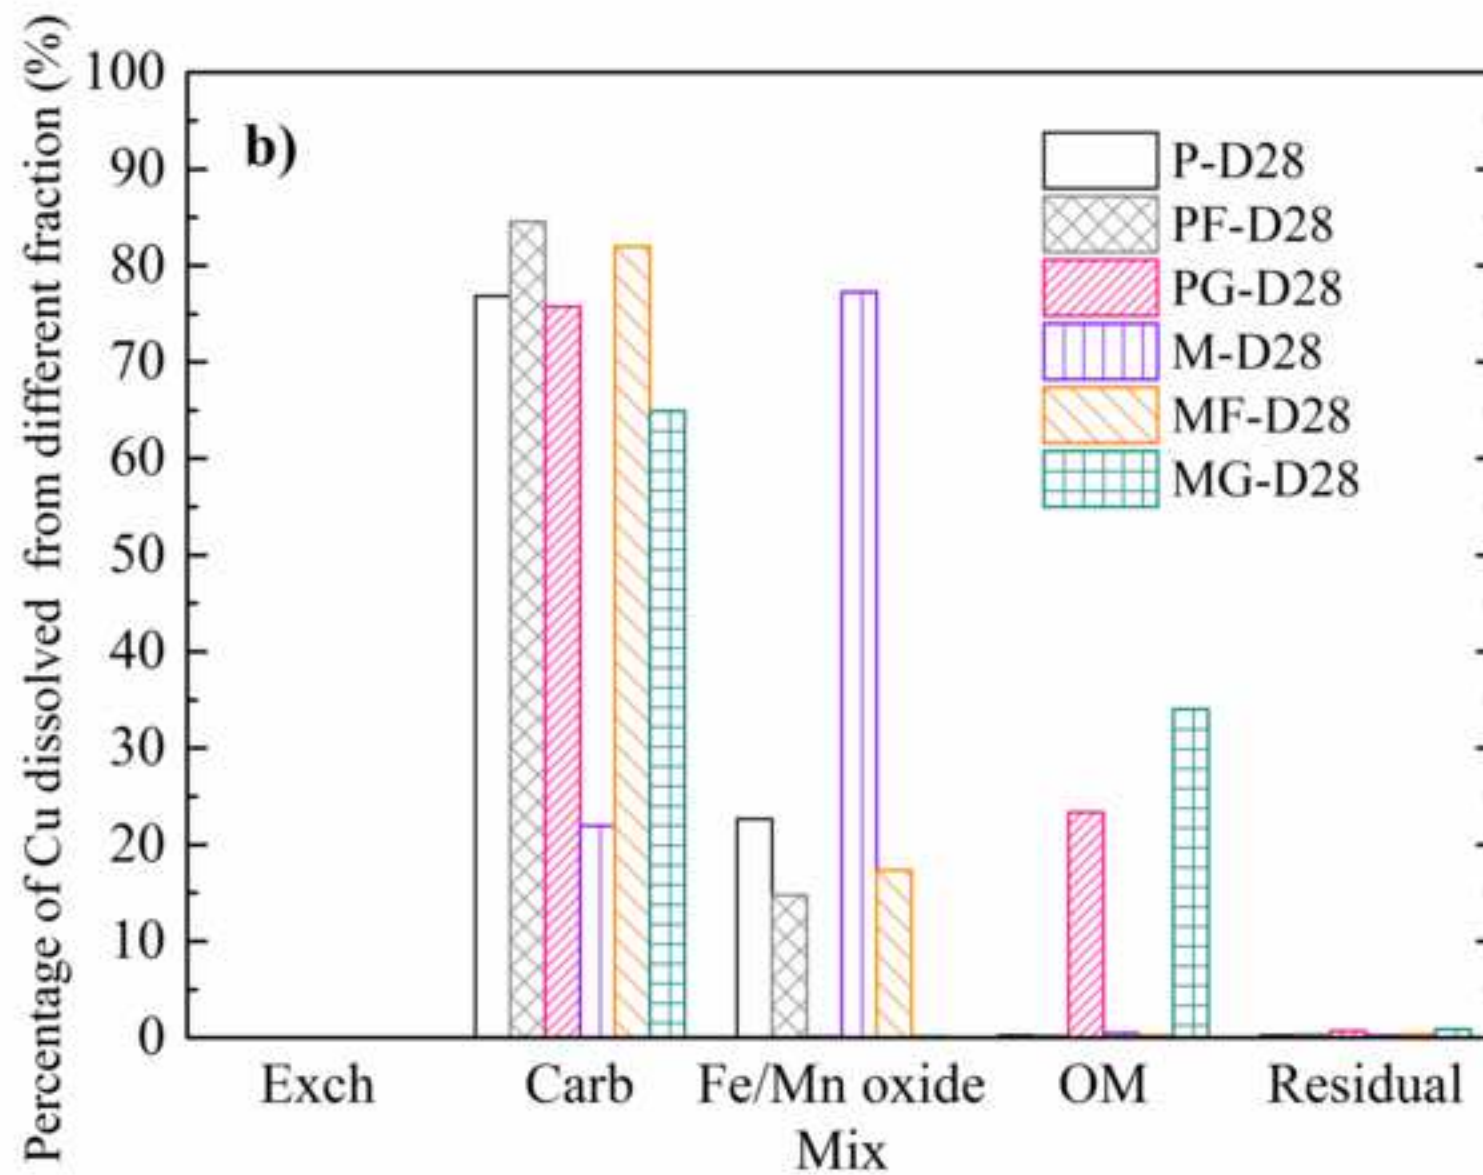 Percentage of Cu dissolved from different fraction (%)
100
90
80
70
60
50
40
30
20
10
0
b)
P-D28
PF-D28
PG-D28
M-D28
MF-D28
MG-D28
Exch Carb Fe/Mn oxide OM Residual
Mix